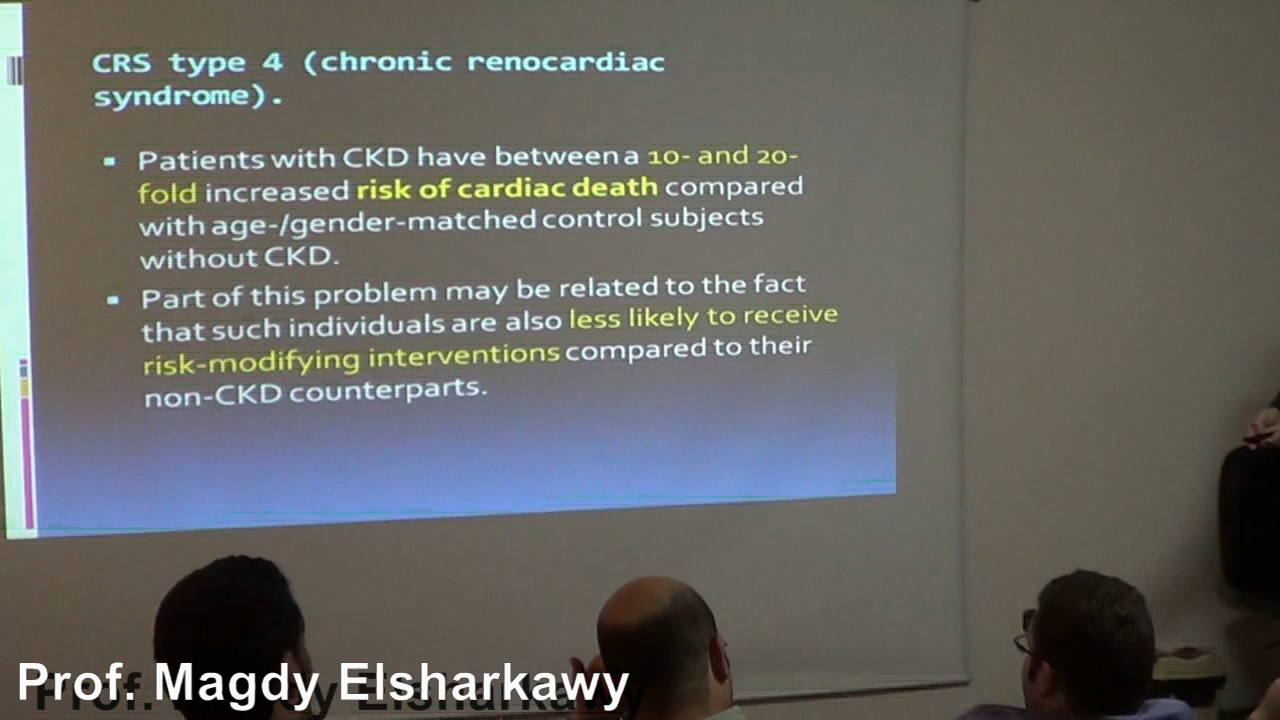 CRS type 4 (chronic renocardiac
syndrome).
Patients with CKD have between a 10- and 20-
fold increased risk of cardiac death compared
with age-/gender-matched control subjects
without CKD.
Part of this problem may be related to the fact
that such individuals are also less likely to receive
risk-modifying interventions compared to their
non-CKD counterparts.
Prof. Magdy Elsharkawy